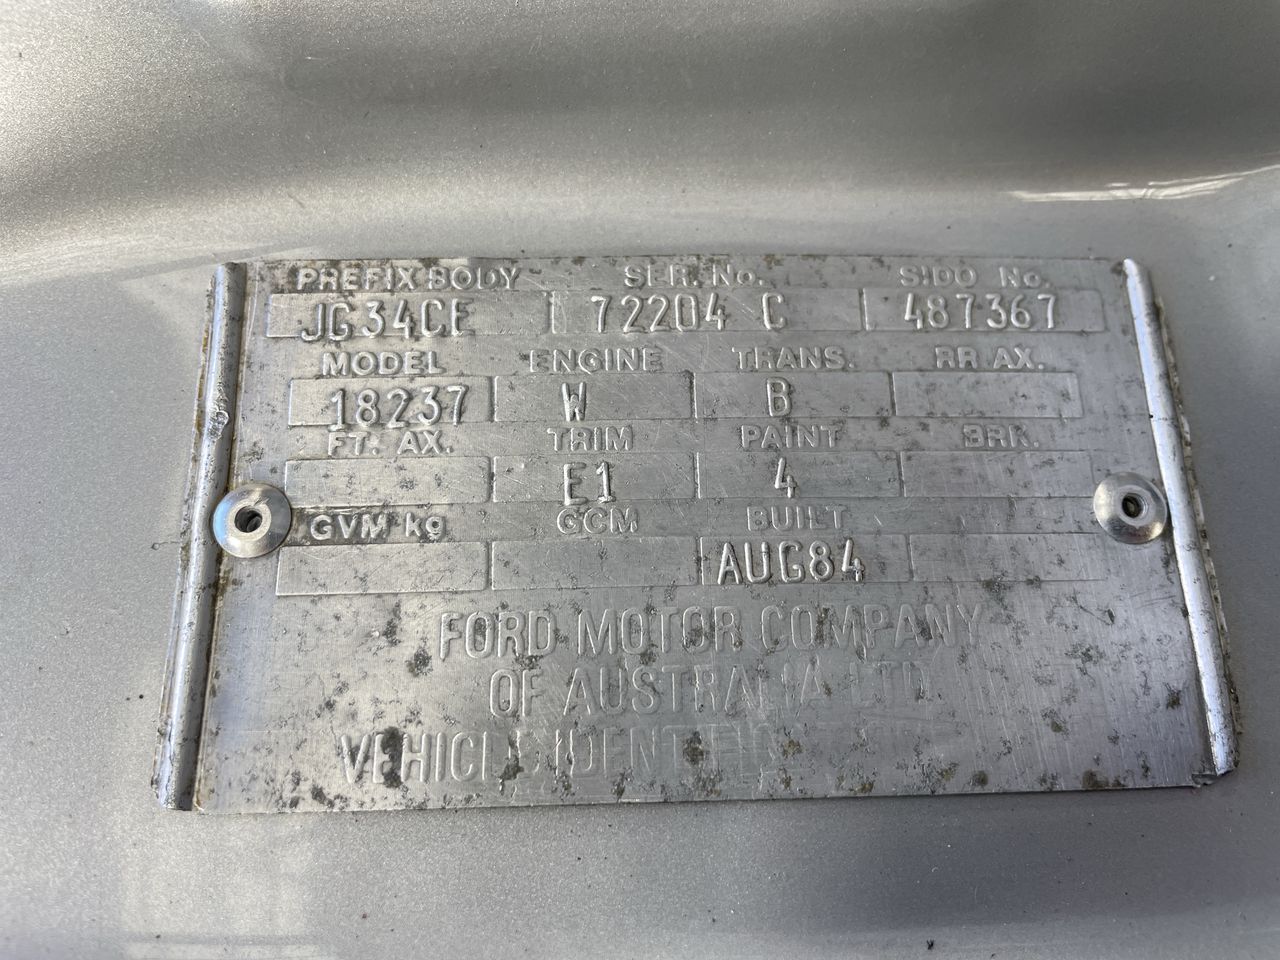 PREFIX BODY SER. No. SIDO No.
JG34CE 72204 C 487367
MODEL ENGINE TRANS. RR AX.
18237 W B
FT. AX. TRIM PAINT BRK.
E1 4
GVM kg GCM BUILT
AUG84
FORD MOTOR COMPANY
OF AUSTRALIA LTD
VEHICLE